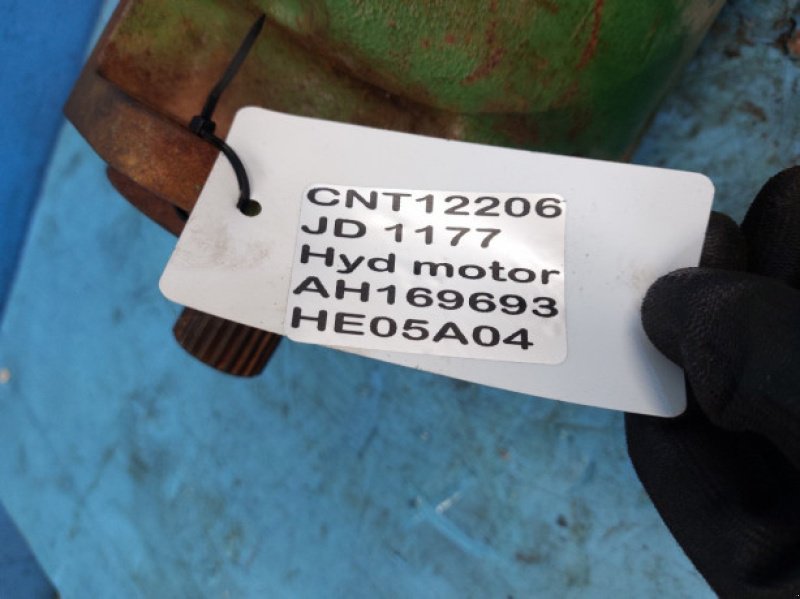 CNT12206
JD 1177
Hyd motor
AH169693
HE05A04